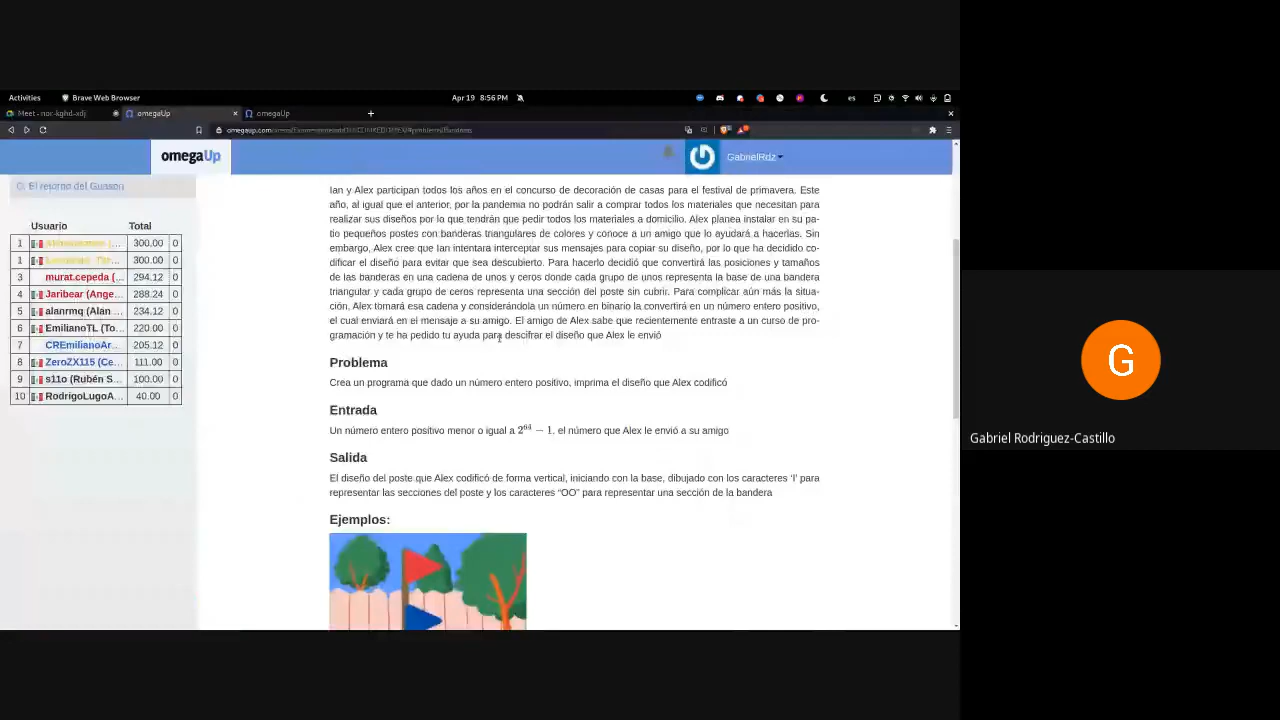 Activities
Brave Web Browser
Apr 19 8:56 PM
es
Meet - nor-kghd-xdj
omegaUp
omegaUp
omegaUp
GabrielRdz
El retorno del Guason
Usuario Total
1 300.00 0
1 300.00 0
3 murat.cepeda (... 294.12 0
4 Jaribear (Ange... 288.24 0
5 alanrmq (Alan... 234.12 0
6 EmilianoTL (To... 220.00 0
7 CREmilianoAr... 205.12 0
8 ZeroZX115 (Ce... 111.00 0
9 s11o (Rubén S... 100.00 0
10 RodrigoLugoA... 40.00 0
Ian y Alex participan todos los años en el concurso de decoración de casas para el festival de primavera. Este
año, al igual que el anterior, por la pandemia no podrán salir a comprar todos los materiales que necesitan para
realizar sus diseños por lo que tendrán que pedir todos los materiales a domicilio. Alex planea instalar en su pa-
tio pequeños postes con banderas triangulares de colores y conoce a un amigo que lo ayudará a hacerlas. Sin
embargo, Alex cree que Ian intentará interceptar sus mensajes para copiar su diseño, por lo que ha decidido co-
dificar el diseño para evitar que sea descubierto. Para hacerlo decidió que convertirá las posiciones y tamaños
de las banderas en una cadena de unos y ceros donde cada grupo de unos representa la base de una bandera
triangular y cada grupo de ceros representa una sección del poste sin cubrir. Para complicar aún más la situa-
ción, Alex tomará esa cadena y considerándola un número en binario la convertirá en un número entero positivo,
el cual enviará en el mensaje a su amigo. El amigo de Alex sabe que recientemente entraste a un curso de pro-
gramación y te ha pedido tu ayuda para descifrar el diseño que Alex le envió
Problema
Crea un programa que dado un número entero positivo, imprima el diseño que Alex codificó
Entrada
Un número entero positivo menor o igual a 2^64 − 1, el número que Alex le envió a su amigo
Salida
El diseño del poste que Alex codificó de forma vertical, iniciando con la base, dibujado con los caracteres 'I' para
representar las secciones del poste y los caracteres "OO" para representar una sección de la bandera
Ejemplos:
G
Gabriel Rodriguez-Castillo